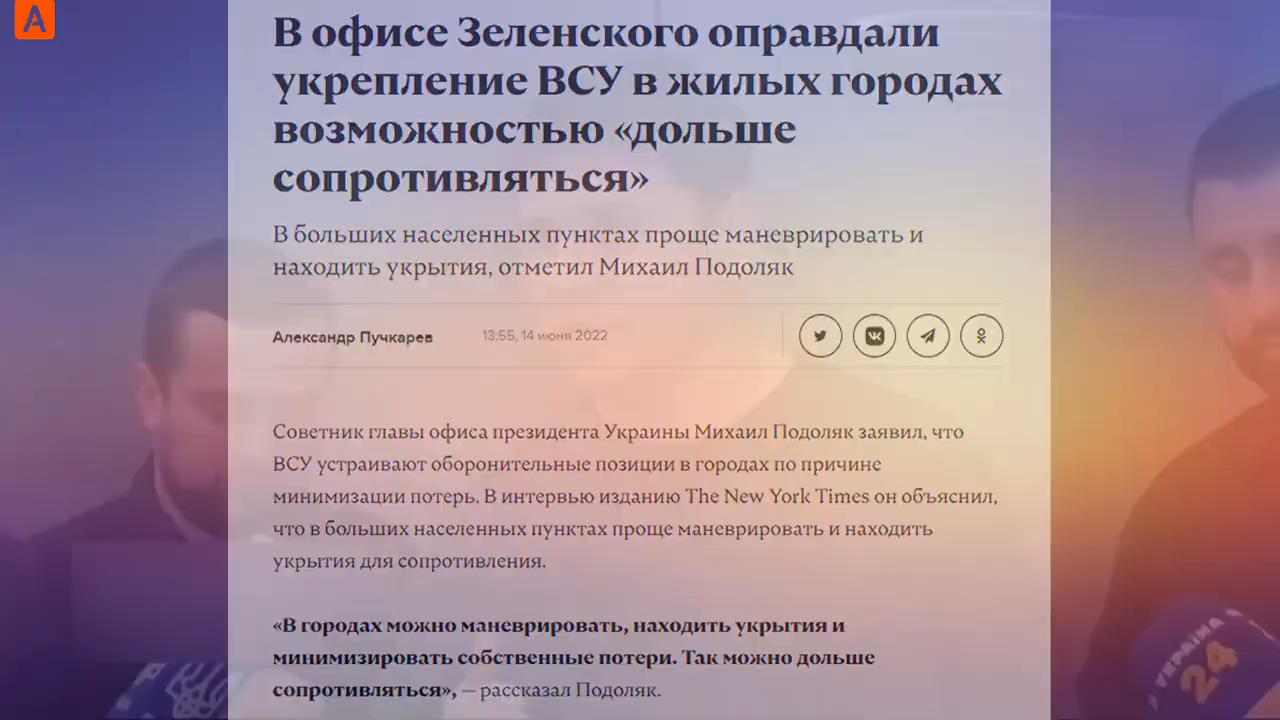 A
В офисе Зеленского оправдали
укрепление ВСУ в жилых городах
возможностью «дольше
сопротивляться»
В больших населенных пунктах проще маневрировать и
находить укрытия, отметил Михаил Подоляк
Александр Пучкарев
13:55, 14 июня 2022
Советник главы офиса президента Украины Михаил Подоляк заявил, что
ВСУ устраивают оборонительные позиции в городах по причине
минимизации потерь. В интервью изданию The New York Times он объяснил,
что в больших населенных пунктах проще маневрировать и находить
укрытия для сопротивления.
«В городах можно маневрировать, находить укрытия и
минимизировать собственные потери. Так можно дольше
сопротивляться», — рассказал Подоляк.
УКРАЇНА
24